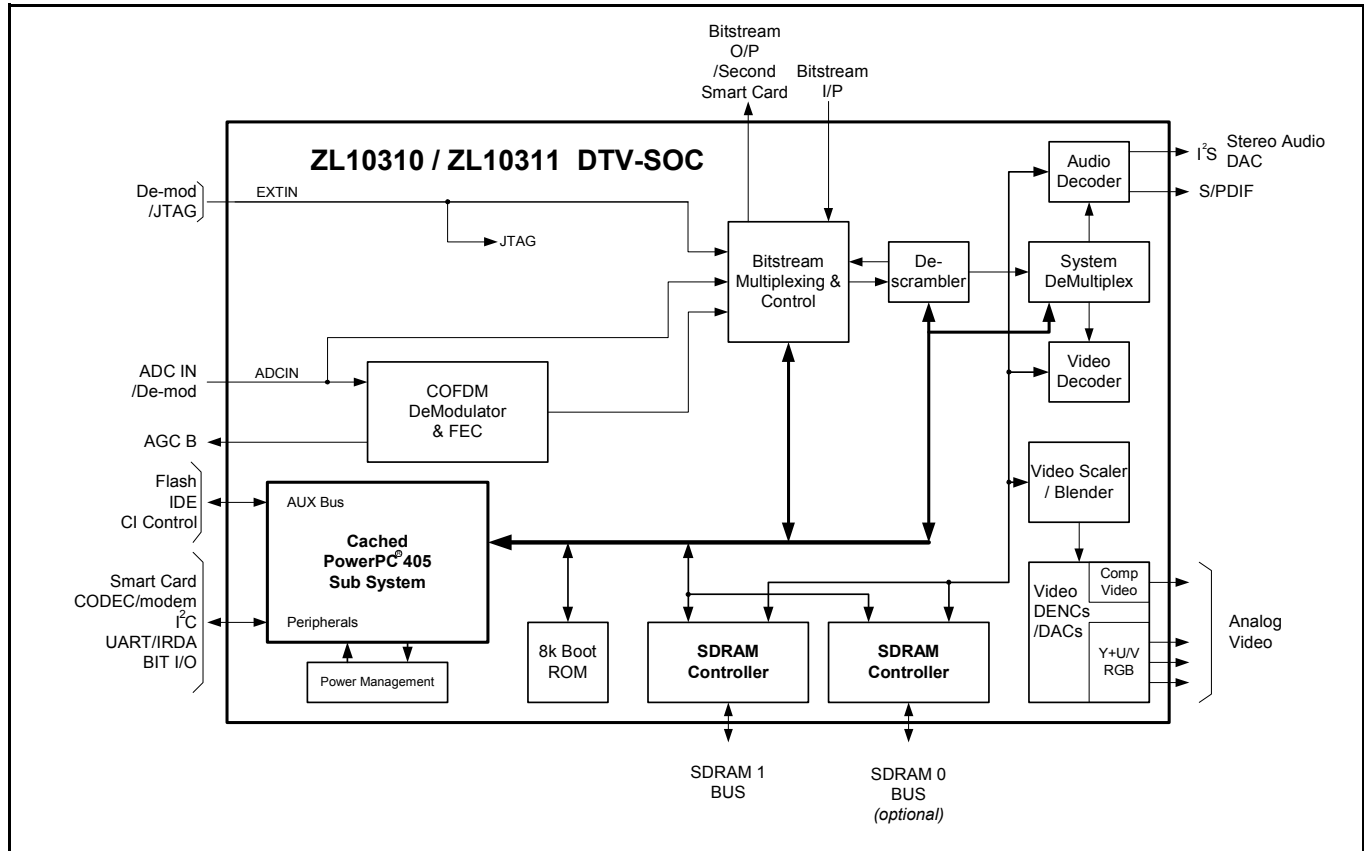 Bitstream
O/P
/Second
Smart Card
Bitstream
I/P
ZL10310 / ZL10311 DTV-SOC
De-mod
/JTAG
EXTIN
JTAG
Bitstream
Multiplexing &
Control
De-
scrambler
System
DeMultiplex
Audio
Decoder
I²S
Stereo Audio
DAC
S/PDIF
Video
Decoder
ADC IN
/De-mod
ADCIN
COFDM
DeModulator
& FEC
AGC B
Flash
IDE
CI Control
AUX Bus
Cached
PowerPC® 405
Sub System
Peripherals
Smart Card
CODEC/modem
I²C
UART/IRDA
BIT I/O
Power Management
8k Boot
ROM
SDRAM
Controller
SDRAM
Controller
Video Scaler
/ Blender
Video
DENCs
/DACs
Comp
Video
Y+U/V
RGB
Analog
Video
SDRAM 1
BUS
SDRAM 0
BUS
(optional)